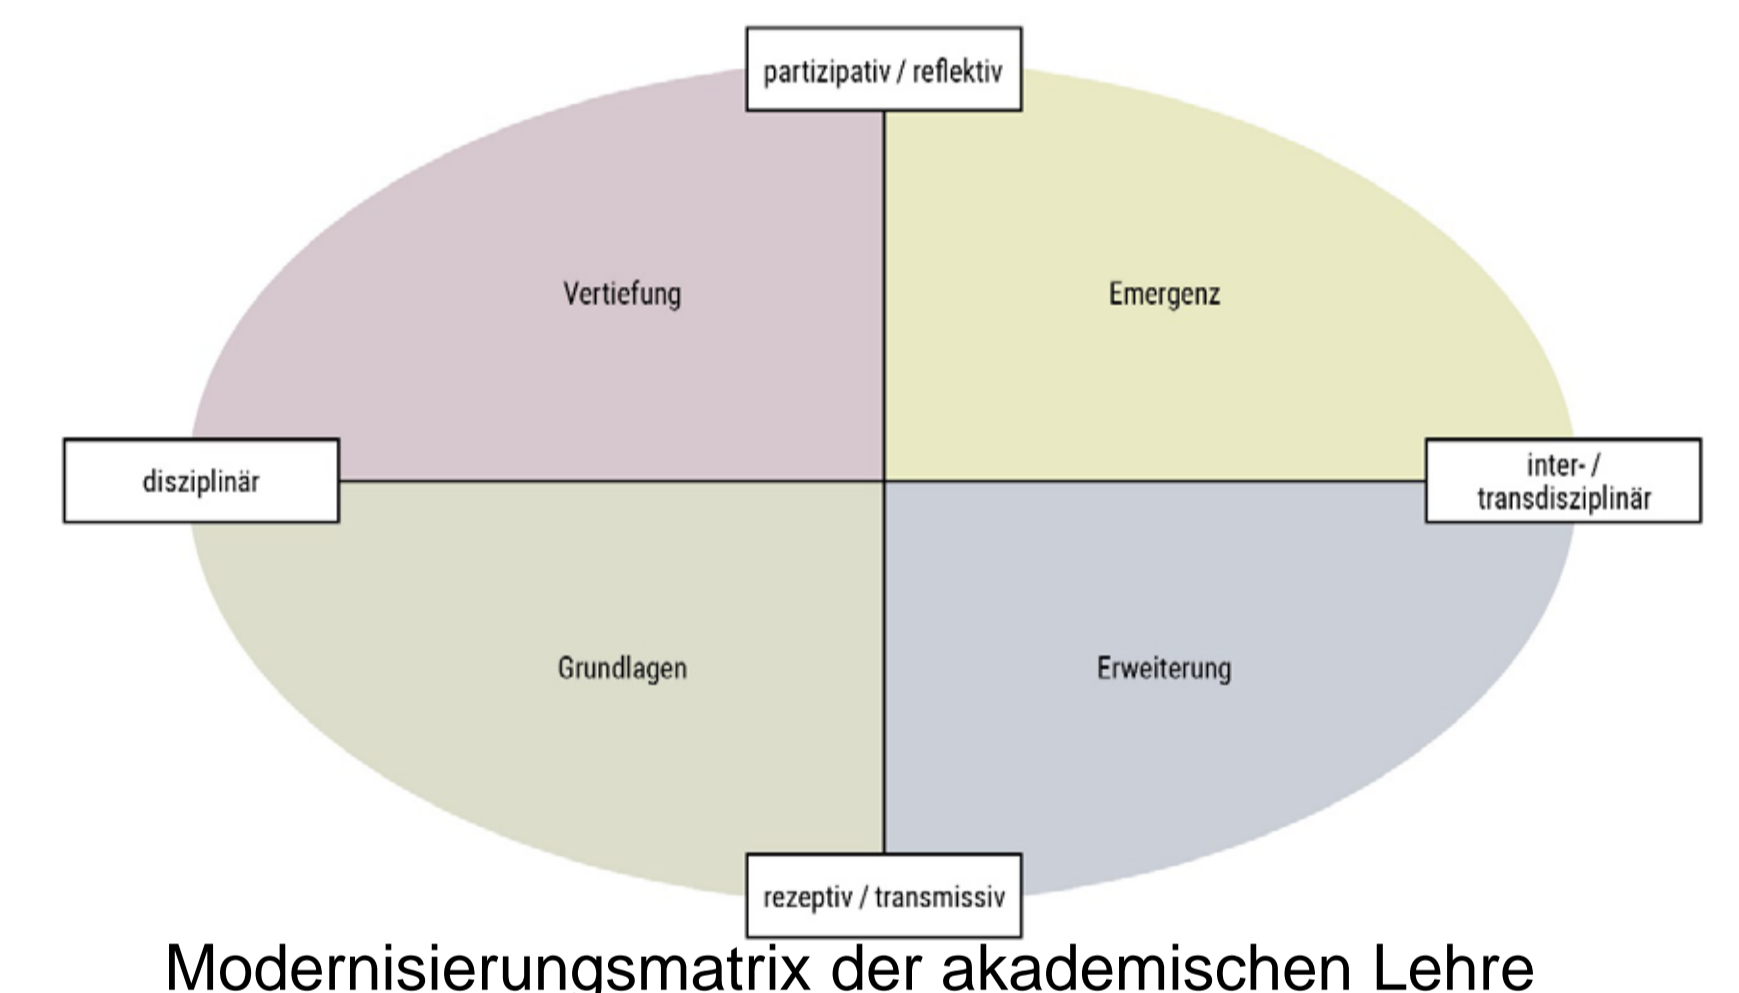 partizipativ / reflektiv
Vertiefung
Emergenz
disziplinär
inter- /
transdisziplinär
Grundlagen
Erweiterung
rezeptiv / transmissiv
Modernisierungsmatrix der akademischen Lehre